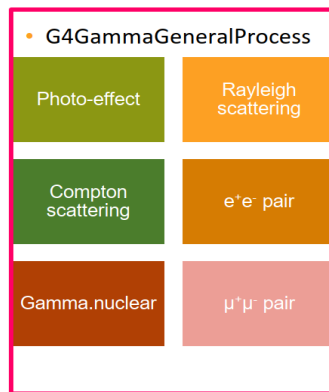 • G4GammaGeneralProcess
Photo-effect
Rayleigh
scattering
Compton
scattering
e⁺e⁻ pair
Gamma.nuclear
μ⁺μ⁻ pair